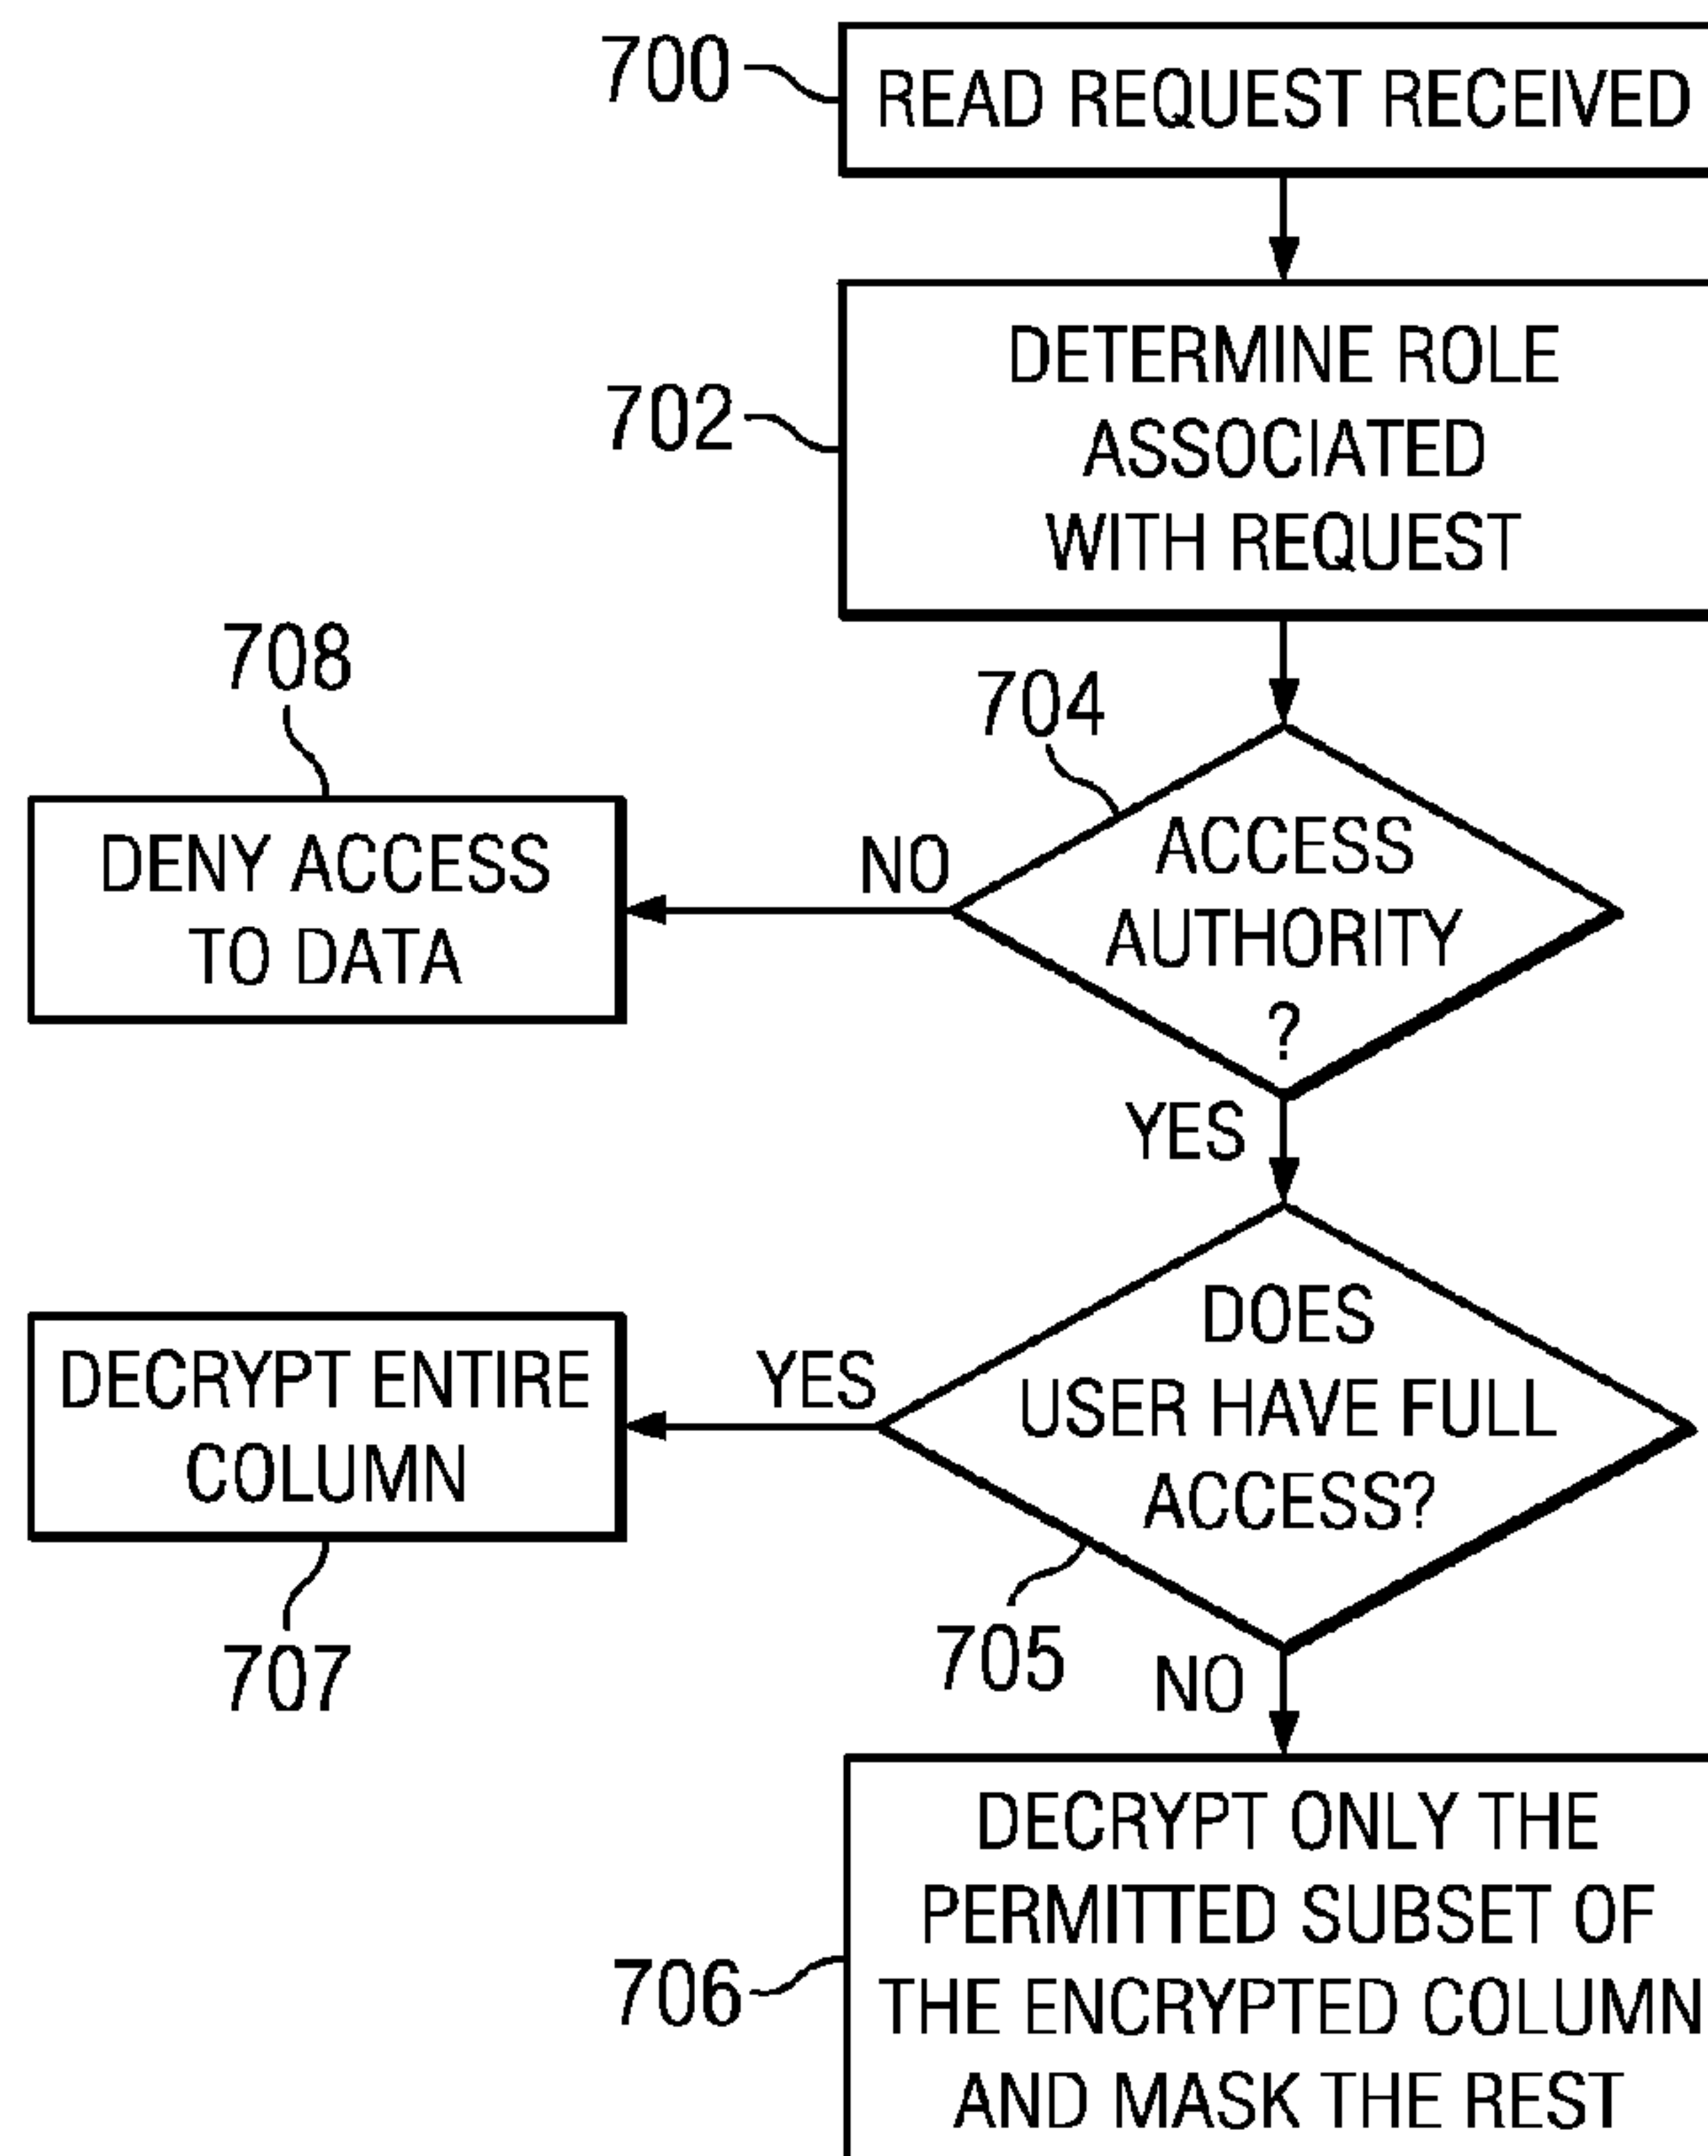 700
READ REQUEST RECEIVED
702
DETERMINE ROLE
ASSOCIATED
WITH REQUEST
708
704
DENY ACCESS
TO DATA
NO
ACCESS
AUTHORITY
?
YES
DECRYPT ENTIRE
COLUMN
YES
DOES
USER HAVE FULL
ACCESS?
707
705
NO
706
DECRYPT ONLY THE
PERMITTED SUBSET OF
THE ENCRYPTED COLUMN
AND MASK THE REST